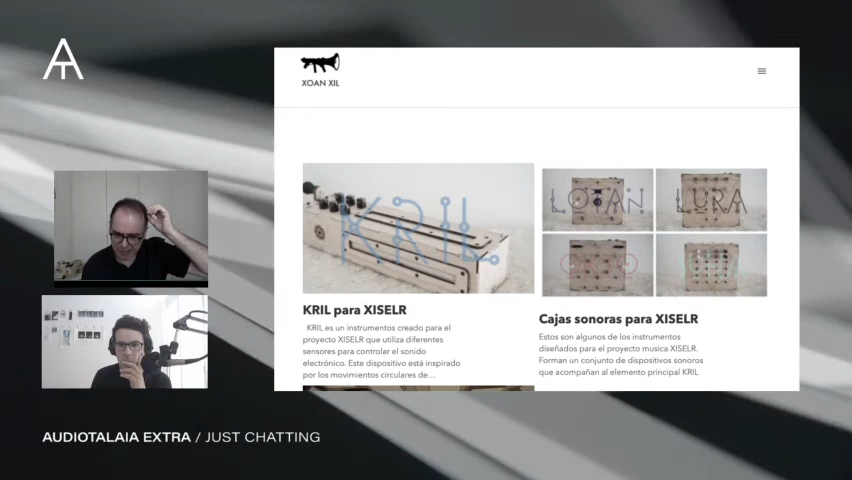 AT
XOAN XIL
KRIL
LOTAN
LURA
KRIL para XISELR
KRIL es un instrumentos creado para el
proyecto XISELR que utiliza diferentes
sensores para controlar el sonido
electrónico. Este dispositivo está inspirado
por los movimientos circulares de…
Cajas sonoras para XISELR
Estos son algunos de los instrumentos
diseñados para el proyecto musica XISELR.
Forman un conjunto de dispositivos sonoros
que acompañan al elemento principal KRIL
AUDIOTALAIA EXTRA / JUST CHATTING